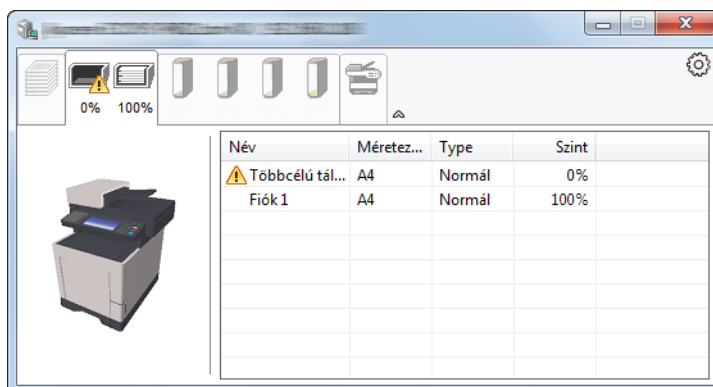 0% 100%
Név Méretez... Type Szint
Többcélú tál... A4 Normál 0%
Fiók 1 A4 Normál 100%